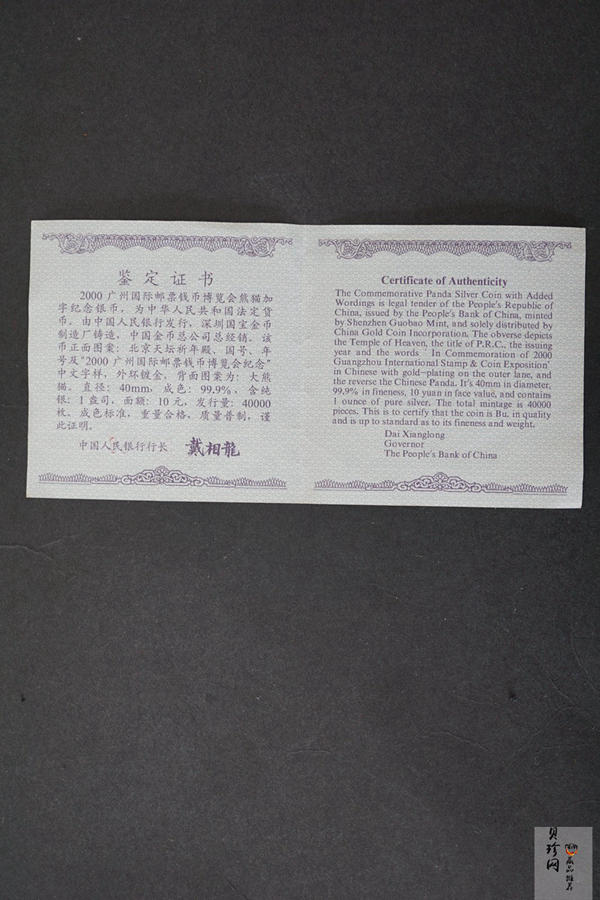 鉴定证书
2000广州国际邮票钱币博览会熊猫加
字纪念银币，为中华人民共和国法定货
币。由中国人民银行发行，深圳国宝金币
制造厂铸造，中国金币总公司总经销。该
币正面图案：北京天坛祈年殿、国号、年
号及"2000广州国际邮票钱币博览会纪念"
中文字样，外环镀金，背面图案为：大熊
猫。直径：40mm，成色：99.9%，含纯
银：1盎司，面额：10元，发行量：40000
枚。成色标准，重量合格，质量普制，谨
此证明。
中国人民银行行长 戴相龍
Certificate of Authenticity
The Commemorative Panda Silver Coin with Added
Wordings is legal tender of the People's Republic of
China, issued by the People's Bank of China, minted
by Shenzhen Guobao Mint, and solely distributed by
China Gold Coin Incorporation. The obverse depicts
the Temple of Heaven, the title of P.R.C., the issuing
year and the words ' In Commemoration of 2000
Guangzhou International Stamp & Coin Exposition'
in Chinese with gold-plating on the outer lane, and
the reverse the Chinese Panda. It's 40mm in diameter,
99.9% in fineness, 10 yuan in face value, and contains
1 ounce of pure silver. The total mintage is 40000
pieces. This is to certify that the coin is Bu. in quality
and is up to standard as to its fineness and weight.
Dai Xianglong
Governor
The People's Bank of China
贝珍网
藏品推荐